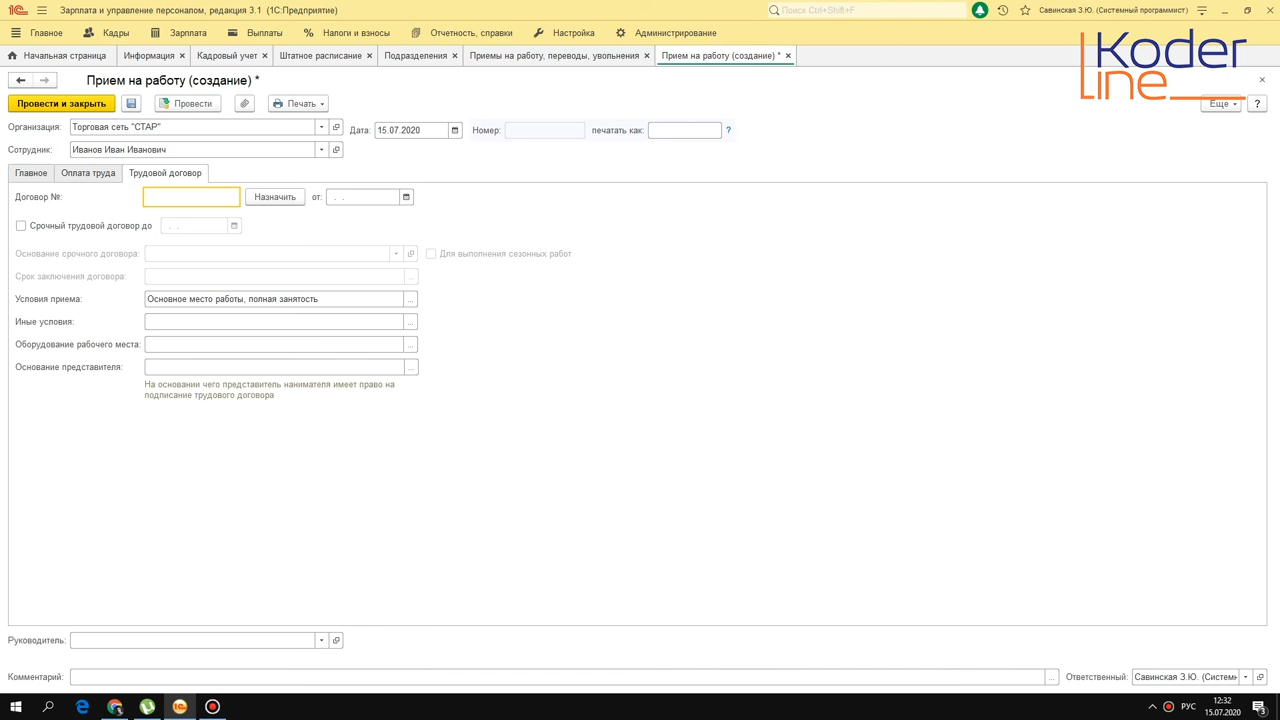 Зарплата и управление персоналом, редакция 3.1 (1С:Предприятие)
Поиск Ctrl+Shift+F
Савинская З.Ю. (Системный программист)
Главное
Кадры
Зарплата
Выплаты
Налоги и взносы
Отчетность, справки
Настройка
Администрирование
Koder
line
Начальная страница
Информация ×
Кадровый учет ×
Штатное расписание ×
Подразделения ×
Приемы на работу, переводы, увольнения ×
Прием на работу (создание) * ×
Прием на работу (создание) *
Провести и закрыть
Провести
Печать
Еще
?
Организация: Торговая сеть "СТАР"
Дата: 15.07.2020
Номер:
печатать как:
?
Сотрудник: Иванов Иван Иванович
Главное
Оплата труда
Трудовой договор
Договор №:
Назначить
от: . .
Срочный трудовой договор до . .
Основание срочного договора:
Для выполнения сезонных работ
Срок заключения договора: ...
Условия приема: Основное место работы, полная занятость ...
Иные условия: ...
Оборудование рабочего места: ...
Основание представителя: ...
На основании чего представитель нанимателя имеет право на
подписание трудового договора
Руководитель:
Комментарий: ...
Ответственный: Савинская З.Ю. (Систем
РУС
12:32
15.07.2020
3